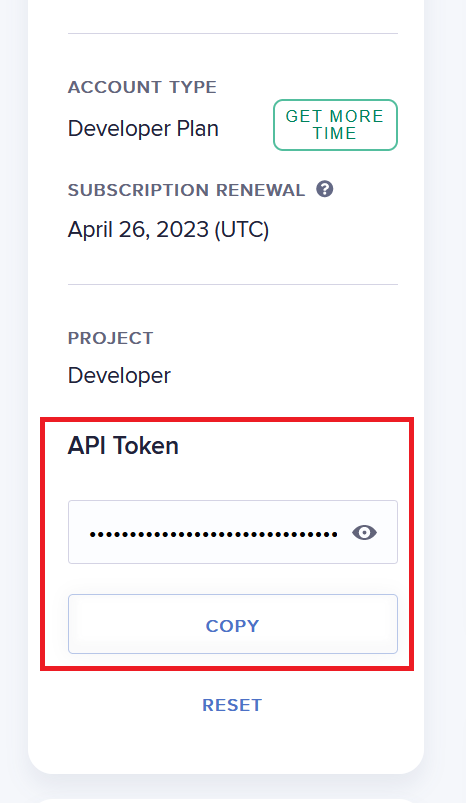 ACCOUNT TYPE
Developer Plan
GET MORE
TIME
SUBSCRIPTION RENEWAL ?
April 26, 2023 (UTC)
PROJECT
Developer
API Token
•••••••••••••••••••••••••••••••
COPY
RESET